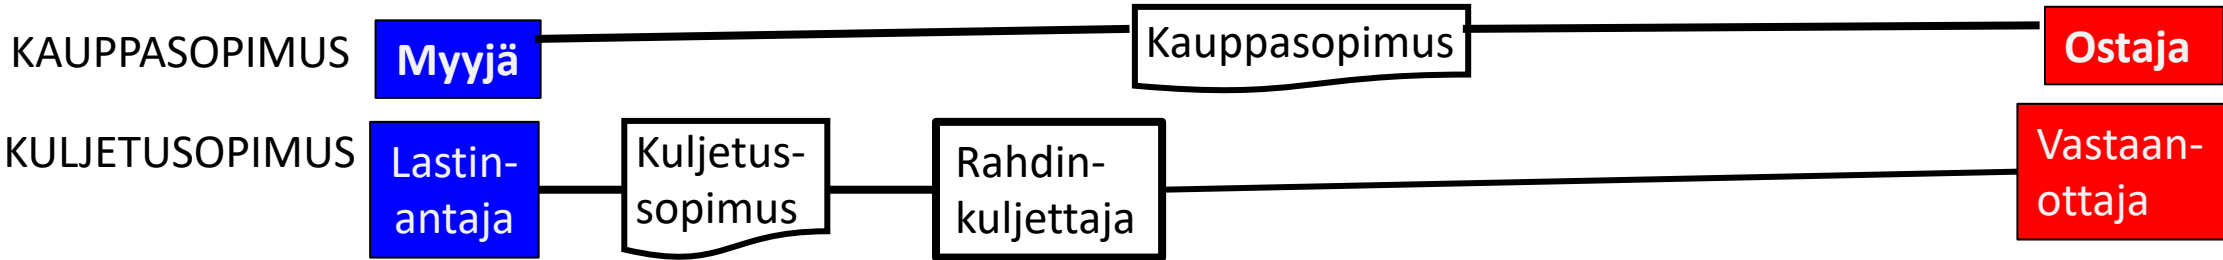 KAUPPASOPIMUS
Myyjä
Kauppasopimus
Ostaja
KULJETUSOPIMUS
Lastin-
antaja
Kuljetus-
sopimus
Rahdin-
kuljettaja
Vastaan-
ottaja